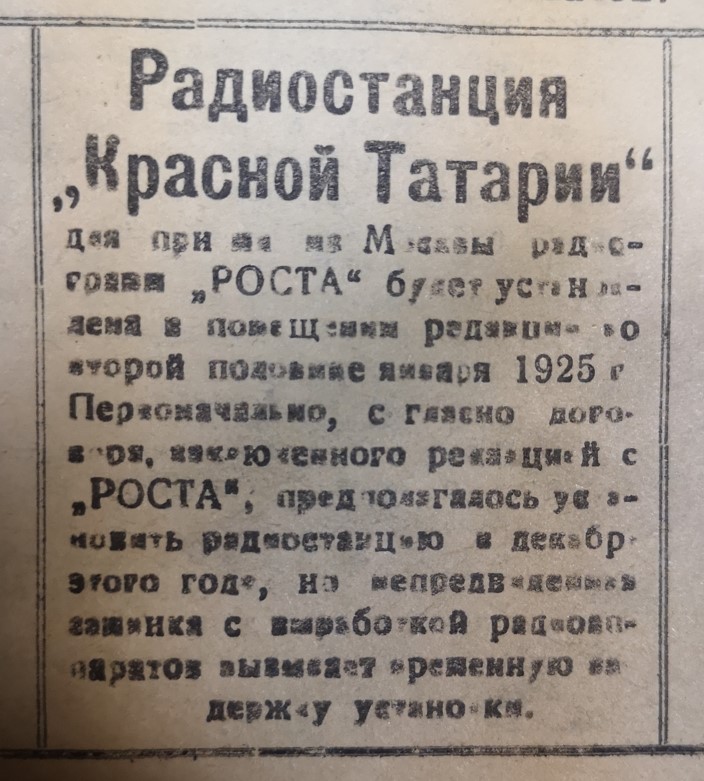 Радиостанция
„Красной Татарии“
для приема из Москвы радио-
грамм „РОСТА“ будет установ-
лена в помещении редакции во
второй половине января 1925 г
Первоначально, согласно дого-
вора, заключенного редакцией с
„РОСТА“, предполагалось уста-
новить радиостанцию в декабре
этого года, но непредвиденная
заминка с выработкой радиоап-
паратов вызывает временную за
держку установки.